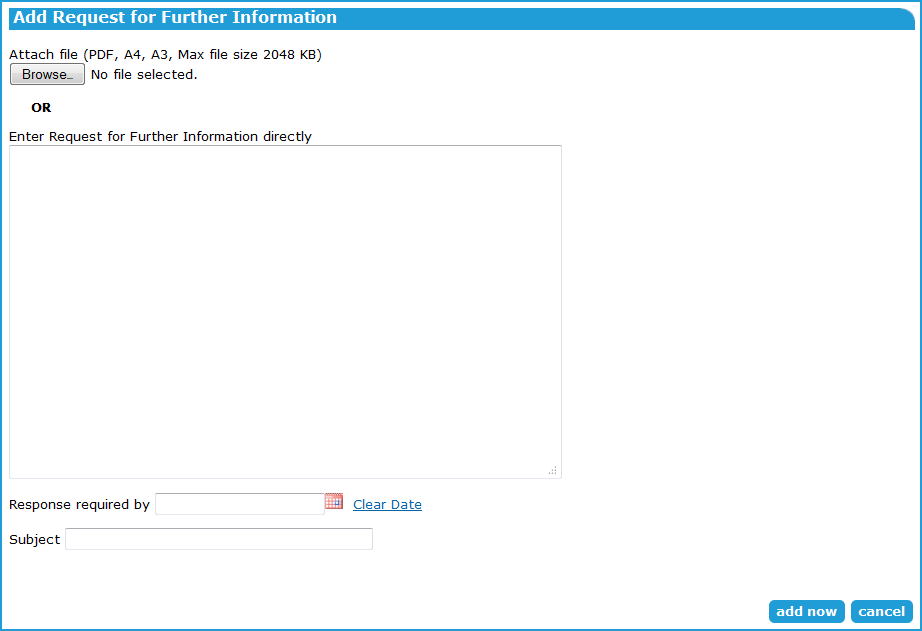 Add Request for Further Information
Attach file (PDF, A4, A3, Max file size 2048 KB)
Browse… No file selected.
OR
Enter Request for Further Information directly
Response required by Clear Date
Subject
add now cancel